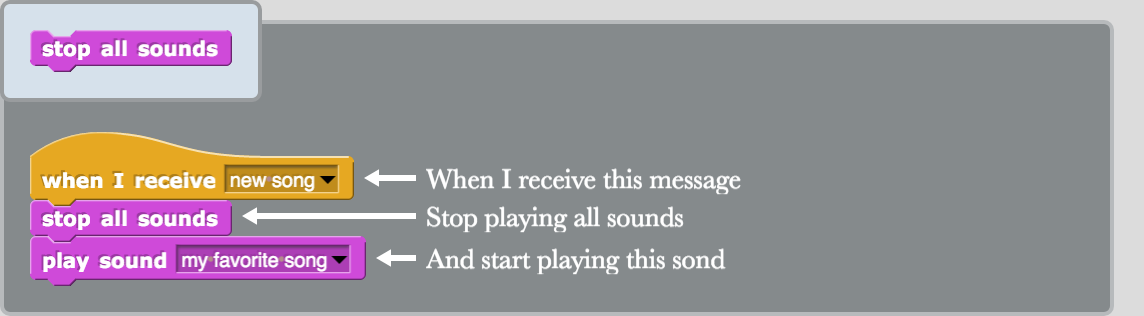 stop all sounds
when I receive new song When I receive this message
stop all sounds Stop playing all sounds
play sound my favorite song And start playing this sond